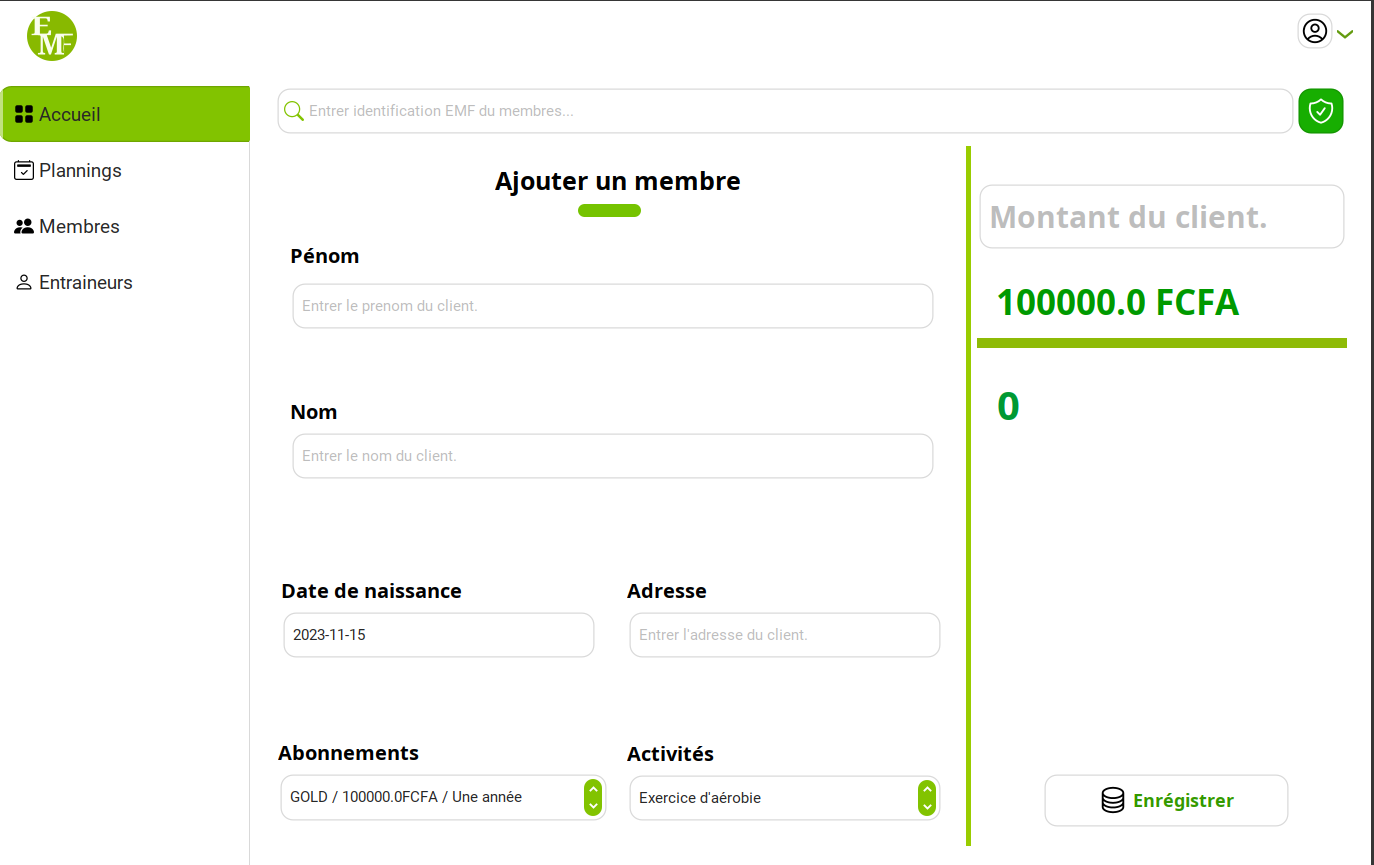 EMF
Accueil
Plannings
Membres
Entraineurs
Entrer identification EMF du membres...
Ajouter un membre
Pénom
Entrer le prenom du client.
Nom
Entrer le nom du client.
Date de naissance
Adresse
2023-11-15
Entrer l'adresse du client.
Abonnements
Activités
GOLD / 100000.0FCFA / Une année
Exercice d'aérobie
Montant du client.
100000.0 FCFA
0
Enrégistrer